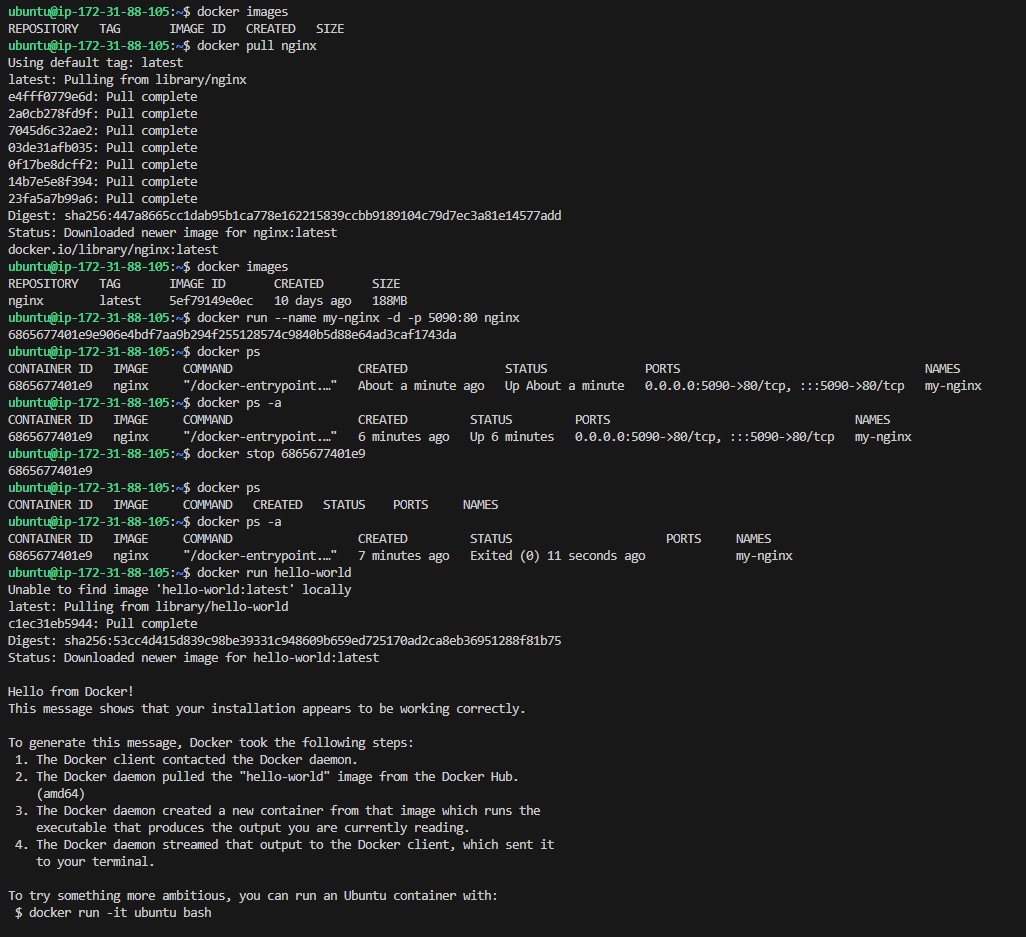 ubuntu@ip-172-31-88-105:~$ docker images
REPOSITORY   TAG       IMAGE ID   CREATED   SIZE
ubuntu@ip-172-31-88-105:~$ docker pull nginx
Using default tag: latest
latest: Pulling from library/nginx
e4fff0779e6d: Pull complete
2a0cb278fd9f: Pull complete
7045d6c32ae2: Pull complete
03de31afb035: Pull complete
0f17be8dcff2: Pull complete
14b7e5e8f394: Pull complete
23fa5a7b99a6: Pull complete
Digest: sha256:447a8665cc1dab95b1ca778e162215839ccbb9189104c79d7ec3a81e14577add
Status: Downloaded newer image for nginx:latest
docker.io/library/nginx:latest
ubuntu@ip-172-31-88-105:~$ docker images
REPOSITORY   TAG       IMAGE ID       CREATED       SIZE
nginx        latest    5ef79149e0ec   10 days ago   188MB
ubuntu@ip-172-31-88-105:~$ docker run --name my-nginx -d -p 5090:80 nginx
6865677401e9e906e4bdf7aa9b294f255128574c9840b5d88e64ad3caf1743da
ubuntu@ip-172-31-88-105:~$ docker ps
CONTAINER ID   IMAGE     COMMAND                  CREATED              STATUS              PORTS                                   NAMES
6865677401e9   nginx     "/docker-entrypoint.…"   About a minute ago   Up About a minute   0.0.0.0:5090->80/tcp, :::5090->80/tcp   my-nginx
ubuntu@ip-172-31-88-105:~$ docker ps -a
CONTAINER ID   IMAGE     COMMAND                  CREATED         STATUS         PORTS                                   NAMES
6865677401e9   nginx     "/docker-entrypoint.…"   6 minutes ago   Up 6 minutes   0.0.0.0:5090->80/tcp, :::5090->80/tcp   my-nginx
ubuntu@ip-172-31-88-105:~$ docker stop 6865677401e9
6865677401e9
ubuntu@ip-172-31-88-105:~$ docker ps
CONTAINER ID   IMAGE     COMMAND   CREATED   STATUS    PORTS     NAMES
ubuntu@ip-172-31-88-105:~$ docker ps -a
CONTAINER ID   IMAGE     COMMAND                  CREATED         STATUS                      PORTS     NAMES
6865677401e9   nginx     "/docker-entrypoint.…"   7 minutes ago   Exited (0) 11 seconds ago             my-nginx
ubuntu@ip-172-31-88-105:~$ docker run hello-world
Unable to find image 'hello-world:latest' locally
latest: Pulling from library/hello-world
c1ec31eb5944: Pull complete
Digest: sha256:53cc4d415d839c98be39331c948609b659ed725170ad2ca8eb36951288f81b75
Status: Downloaded newer image for hello-world:latest

Hello from Docker!
This message shows that your installation appears to be working correctly.

To generate this message, Docker took the following steps:
 1. The Docker client contacted the Docker daemon.
 2. The Docker daemon pulled the "hello-world" image from the Docker Hub.
    (amd64)
 3. The Docker daemon created a new container from that image which runs the
    executable that produces the output you are currently reading.
 4. The Docker daemon streamed that output to the Docker client, which sent it
    to your terminal.

To try something more ambitious, you can run an Ubuntu container with:
 $ docker run -it ubuntu bash